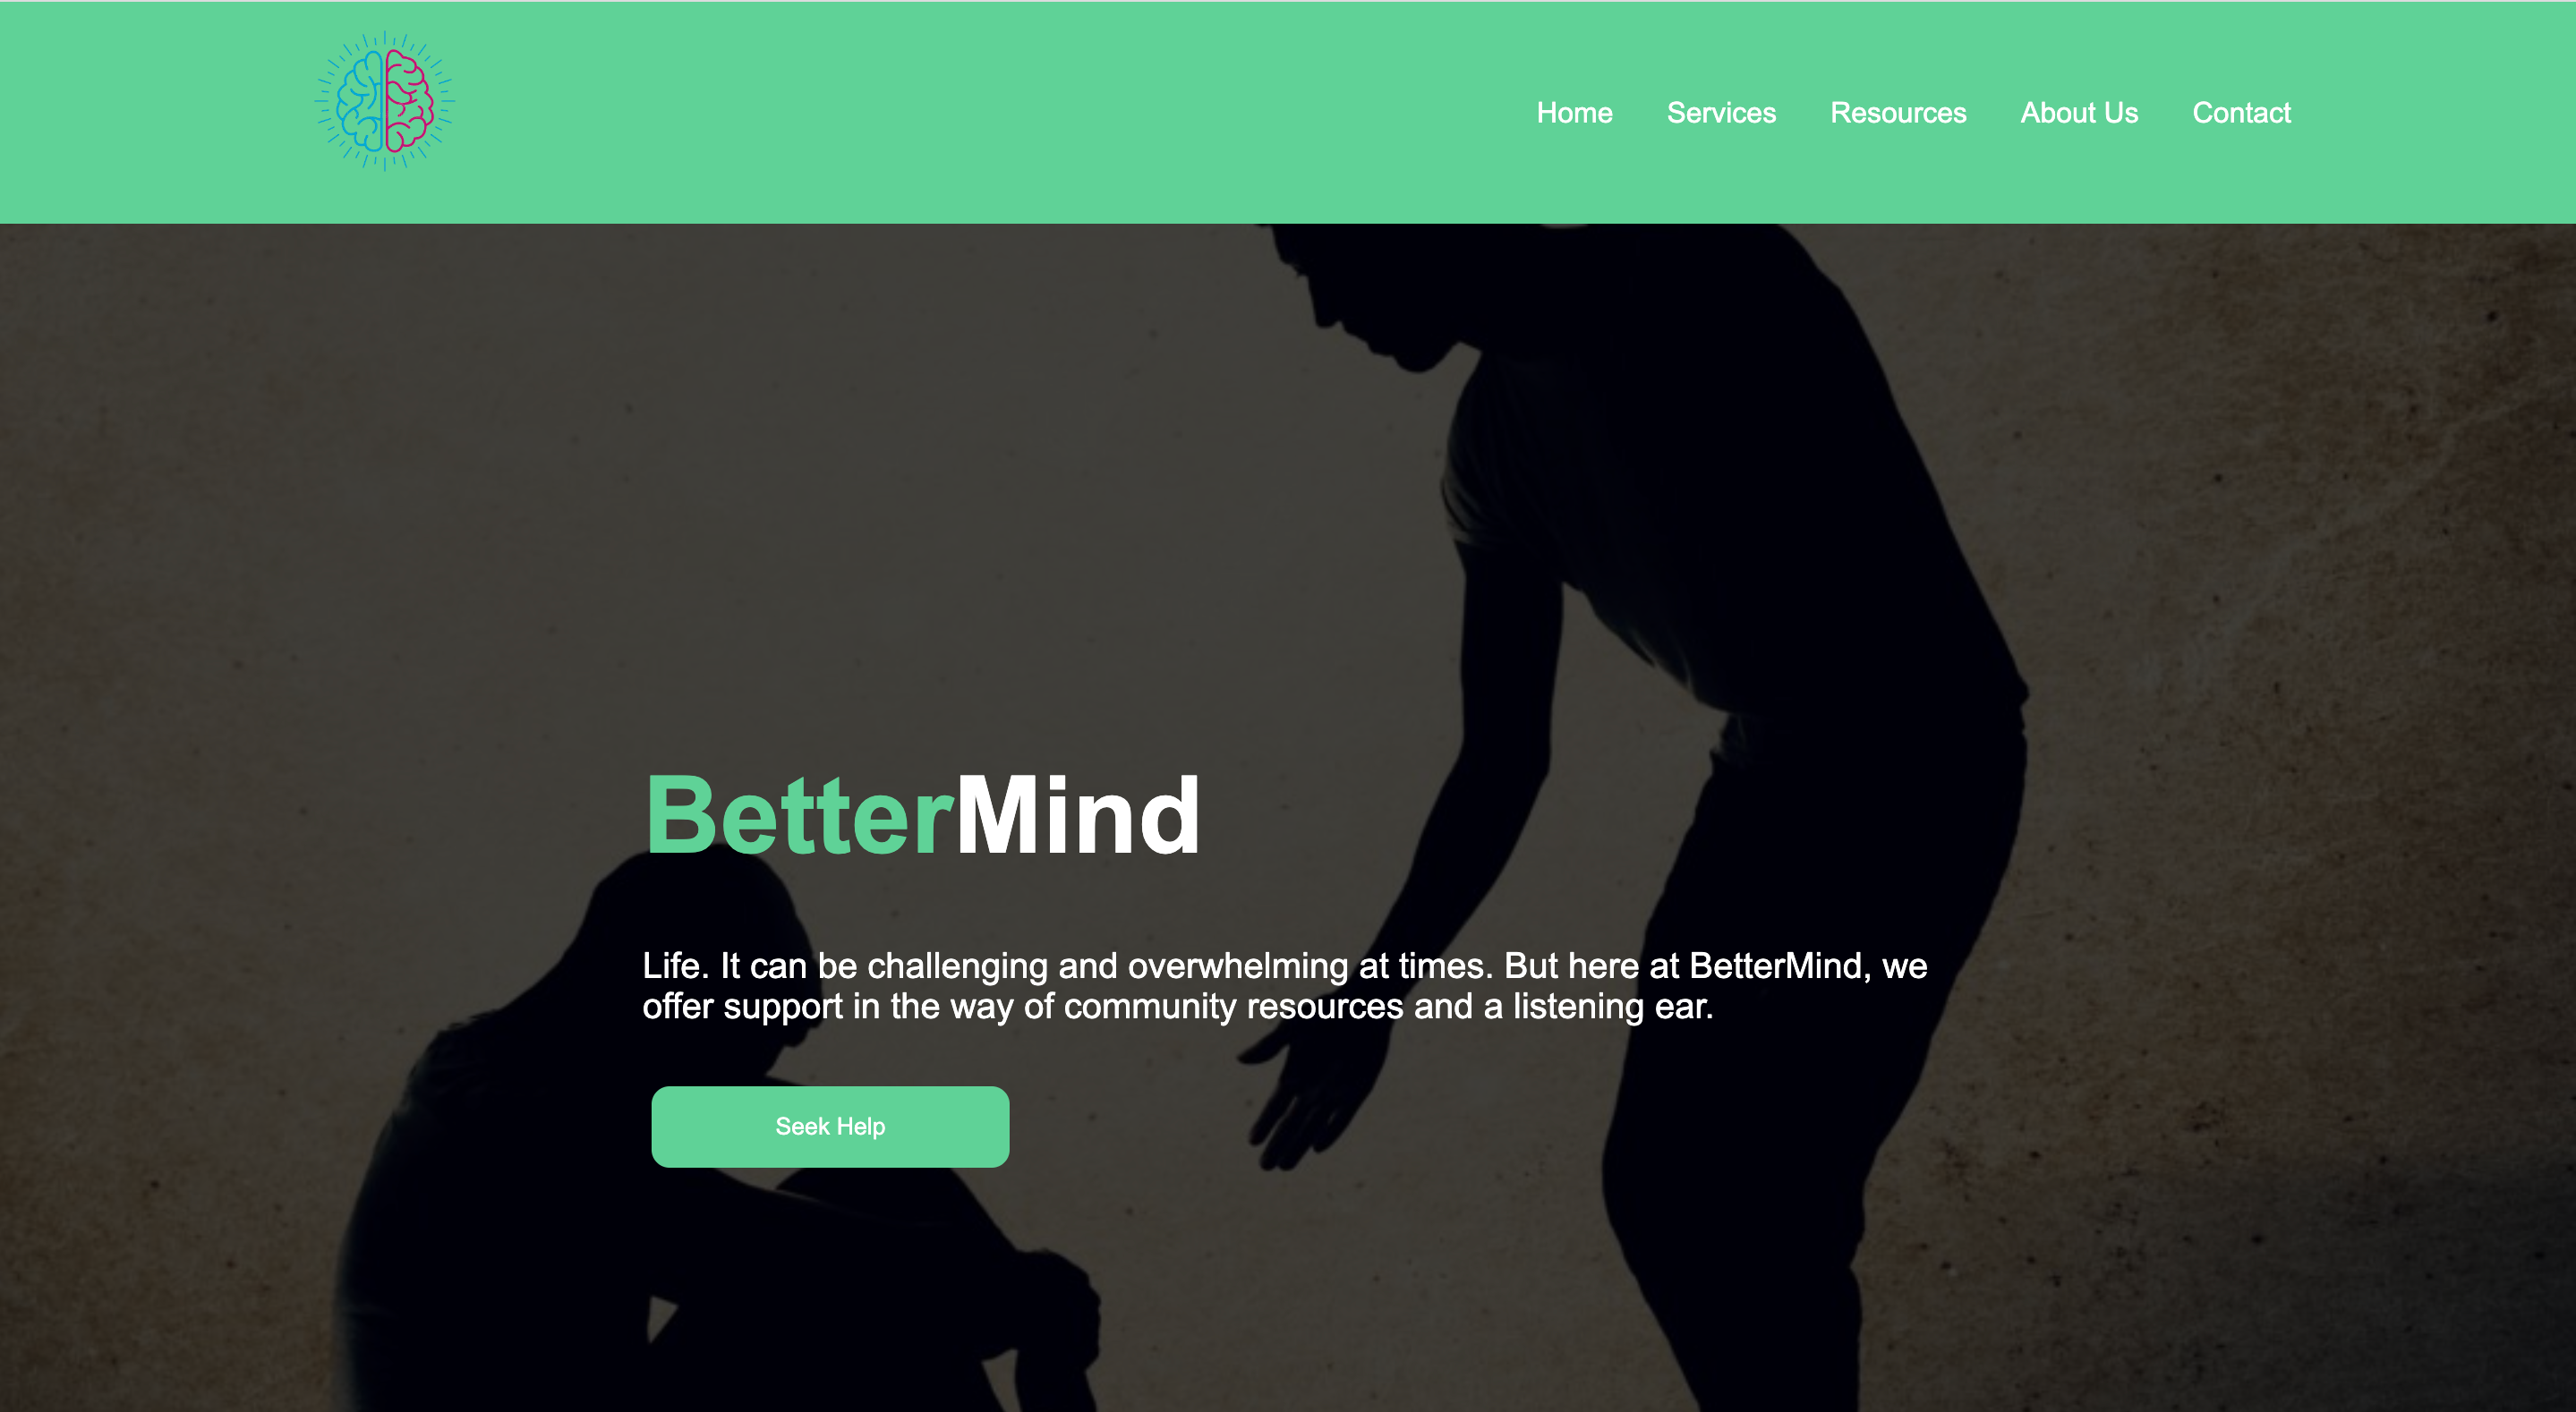 Home Services Resources About Us Contact
BetterMind
Life. It can be challenging and overwhelming at times. But here at BetterMind, we
offer support in the way of community resources and a listening ear.
Seek Help